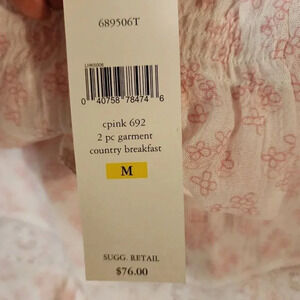 689506T
0 40758 78474 6
cpink 692
2 pc garment
country breakfast
M
SUGG. RETAIL
$76.00